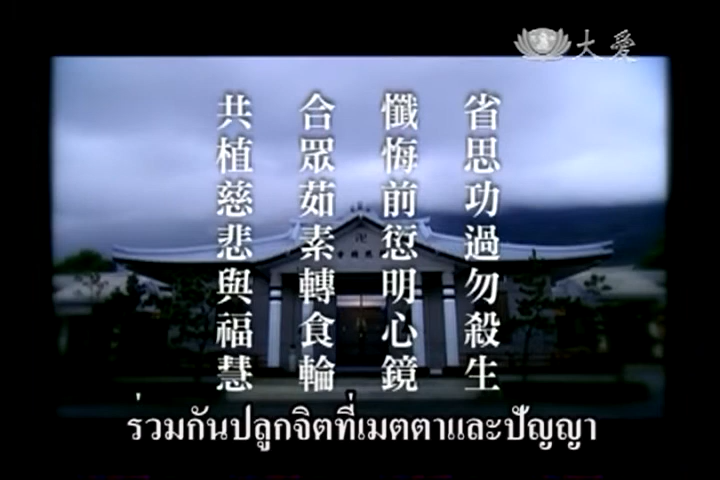 大愛
省思功過勿殺生
懺悔前愆明心鏡
合眾茹素轉食輪
共植慈悲與福慧
ร่วมกันปลูกจิตที่เมตตาและปัญญา